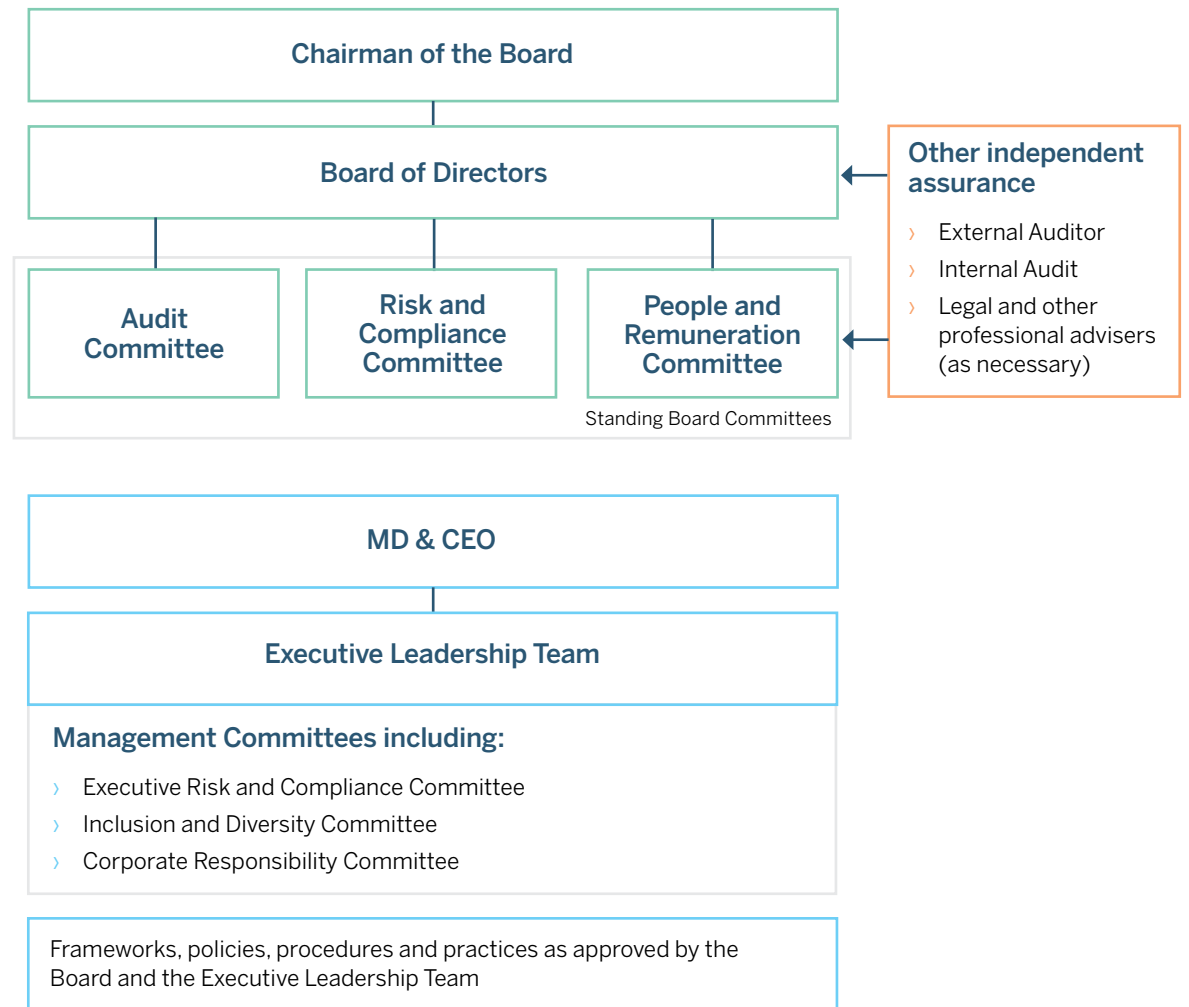 Chairman of the Board
Board of Directors
Other independent
assurance
› External Auditor
› Internal Audit
› Legal and other
professional advisers
(as necessary)
Audit
Committee
Risk and
Compliance
Committee
People and
Remuneration
Committee
Standing Board Committees
MD & CEO
Executive Leadership Team
Management Committees including:
› Executive Risk and Compliance Committee
› Inclusion and Diversity Committee
› Corporate Responsibility Committee
Frameworks, policies, procedures and practices as approved by the
Board and the Executive Leadership Team